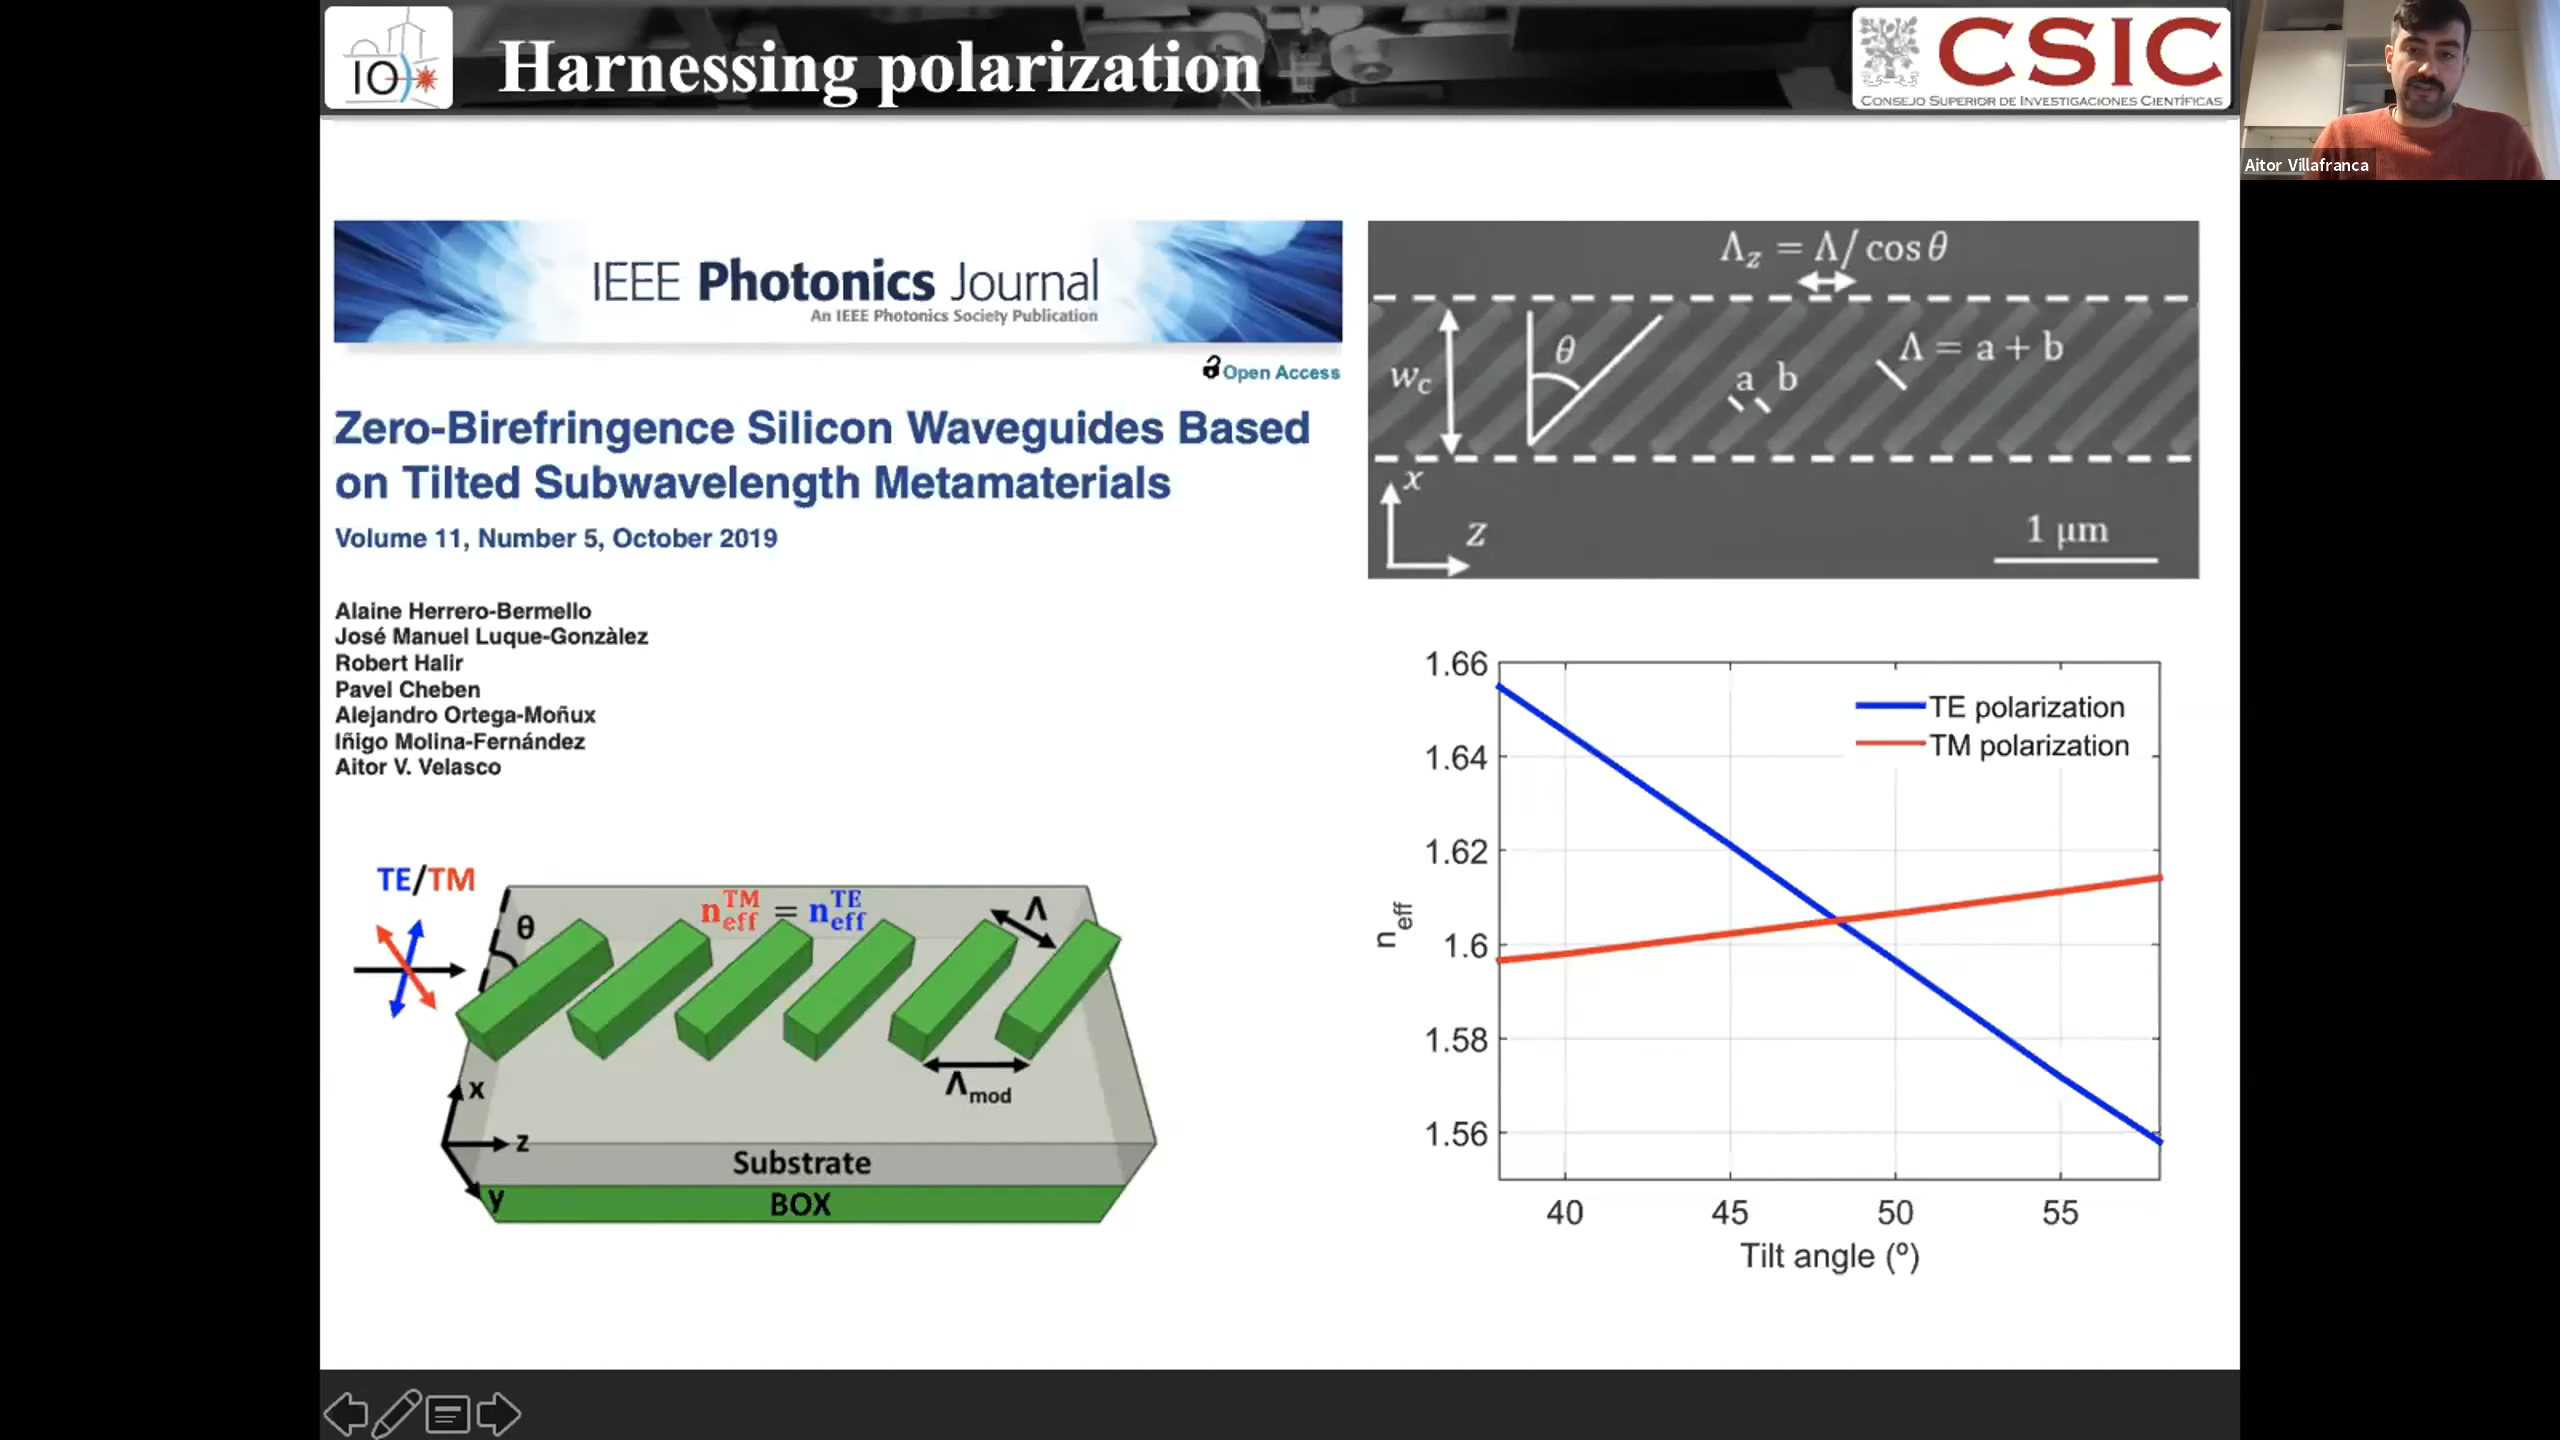 IO
Harnessing polarization
CSIC
CONSEJO SUPERIOR DE INVESTIGACIONES CIENTÍFICAS
Aitor Villafranca
IEEE Photonics Journal
An IEEE Photonics Society Publication
Open Access
Zero-Birefringence Silicon Waveguides Based
on Tilted Subwavelength Metamaterials
Volume 11, Number 5, October 2019
Alaine Herrero-Bermello
José Manuel Luque-Gonzàlez
Robert Halir
Pavel Cheben
Alejandro Ortega-Moñux
Iñigo Molina-Fernández
Aitor V. Velasco
TE/TM
θ
n_eff^TM = n_eff^TE
Λ
Λ_mod
x
z
y
Substrate
BOX
Λ_z = Λ/ cos θ
θ
w_c
a b
Λ = a + b
x
z
1 μm
1.66
1.64
1.62
1.6
1.58
1.56
n_eff
TE polarization
TM polarization
40 45 50 55
Tilt angle (º)